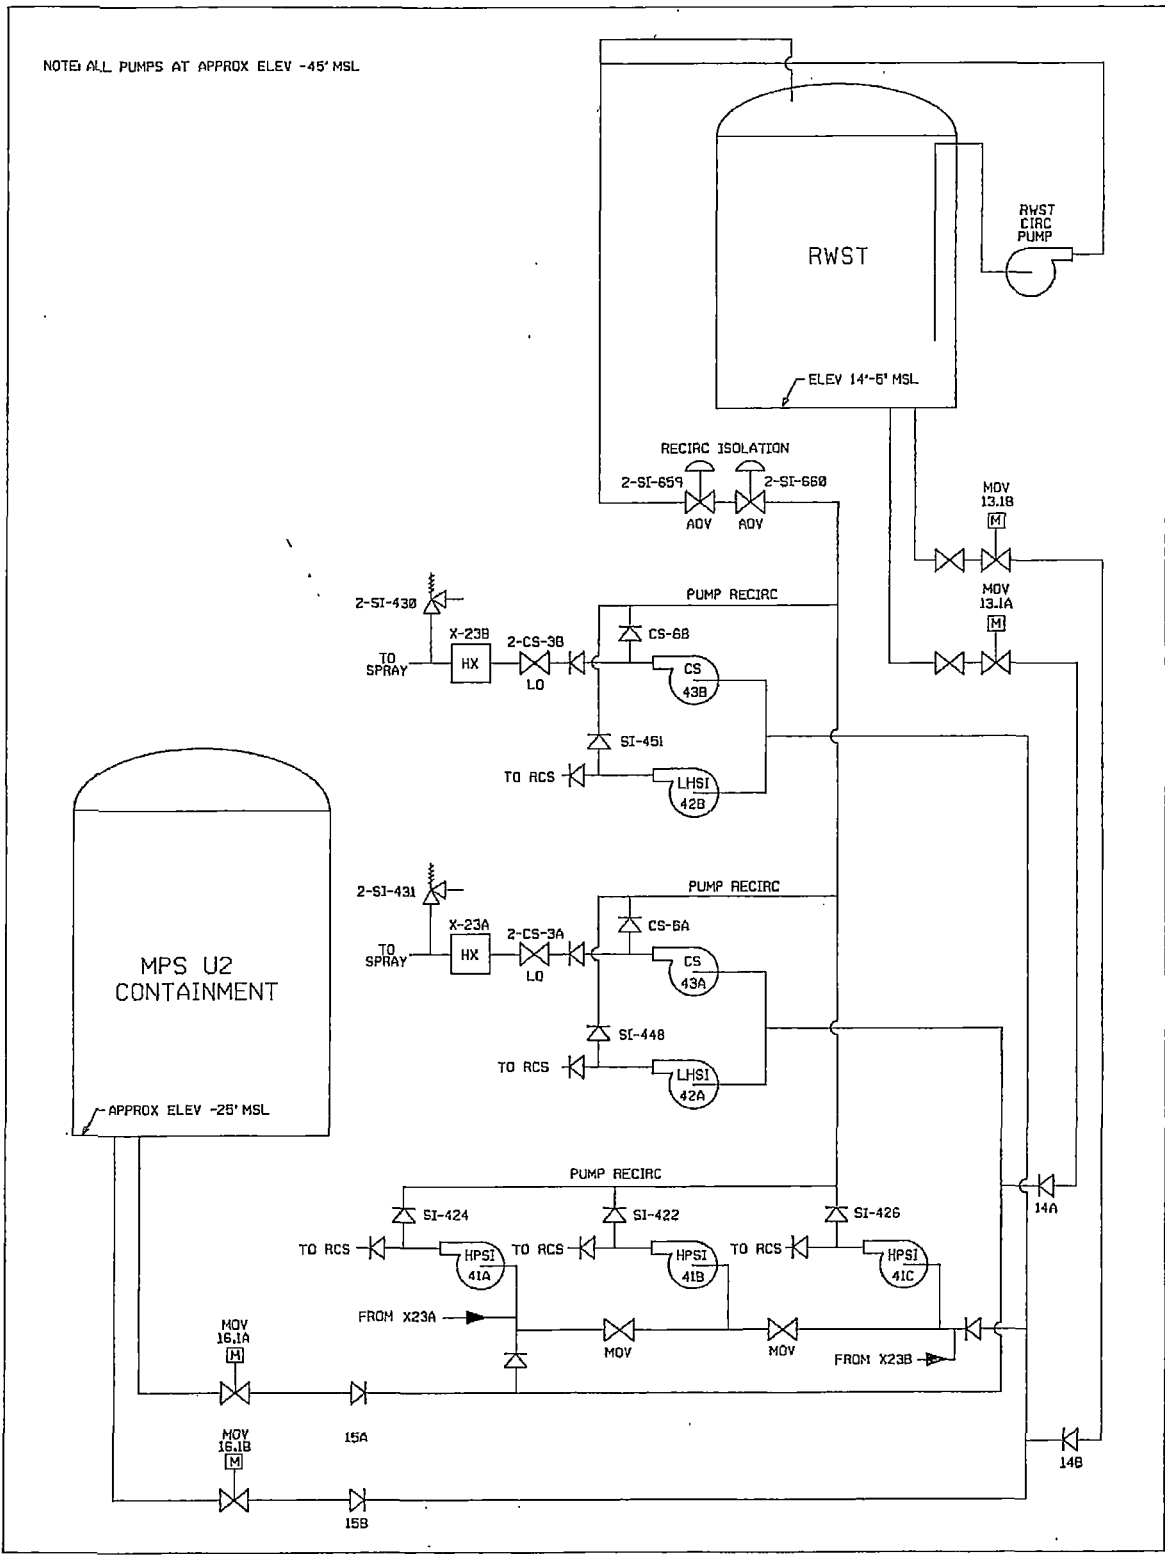 NOTE: ALL PUMPS AT APPROX ELEV -45' MSL
RWST
CIRC
PUMP
RWST
ELEV 14'-6" MSL
RECIRC ISOLATION
2-SI-659
2-SI-660
AOV
AOV
MOV
13.1B
M
MOV
13.1A
M
PUMP RECIRC
2-SI-430
X-23B
2-CS-3B
CS-6B
TO
SPRAY
HX
LO
CS
43B
SI-451
TO RCS
LHSI
42B
PUMP RECIRC
2-SI-431
X-23A
2-CS-3A
CS-6A
TO
SPRAY
HX
LO
CS
43A
SI-448
TO RCS
LHSI
42A
MPS U2
CONTAINMENT
APPROX ELEV -25' MSL
PUMP RECIRC
SI-424
SI-422
SI-426
14A
TO RCS
HPSI
41A
TO RCS
HPSI
41B
TO RCS
HPSI
41C
FROM X23A
MOV
MOV
FROM X23B
MOV
16.1A
M
15A
MOV
16.1B
M
15B
14B